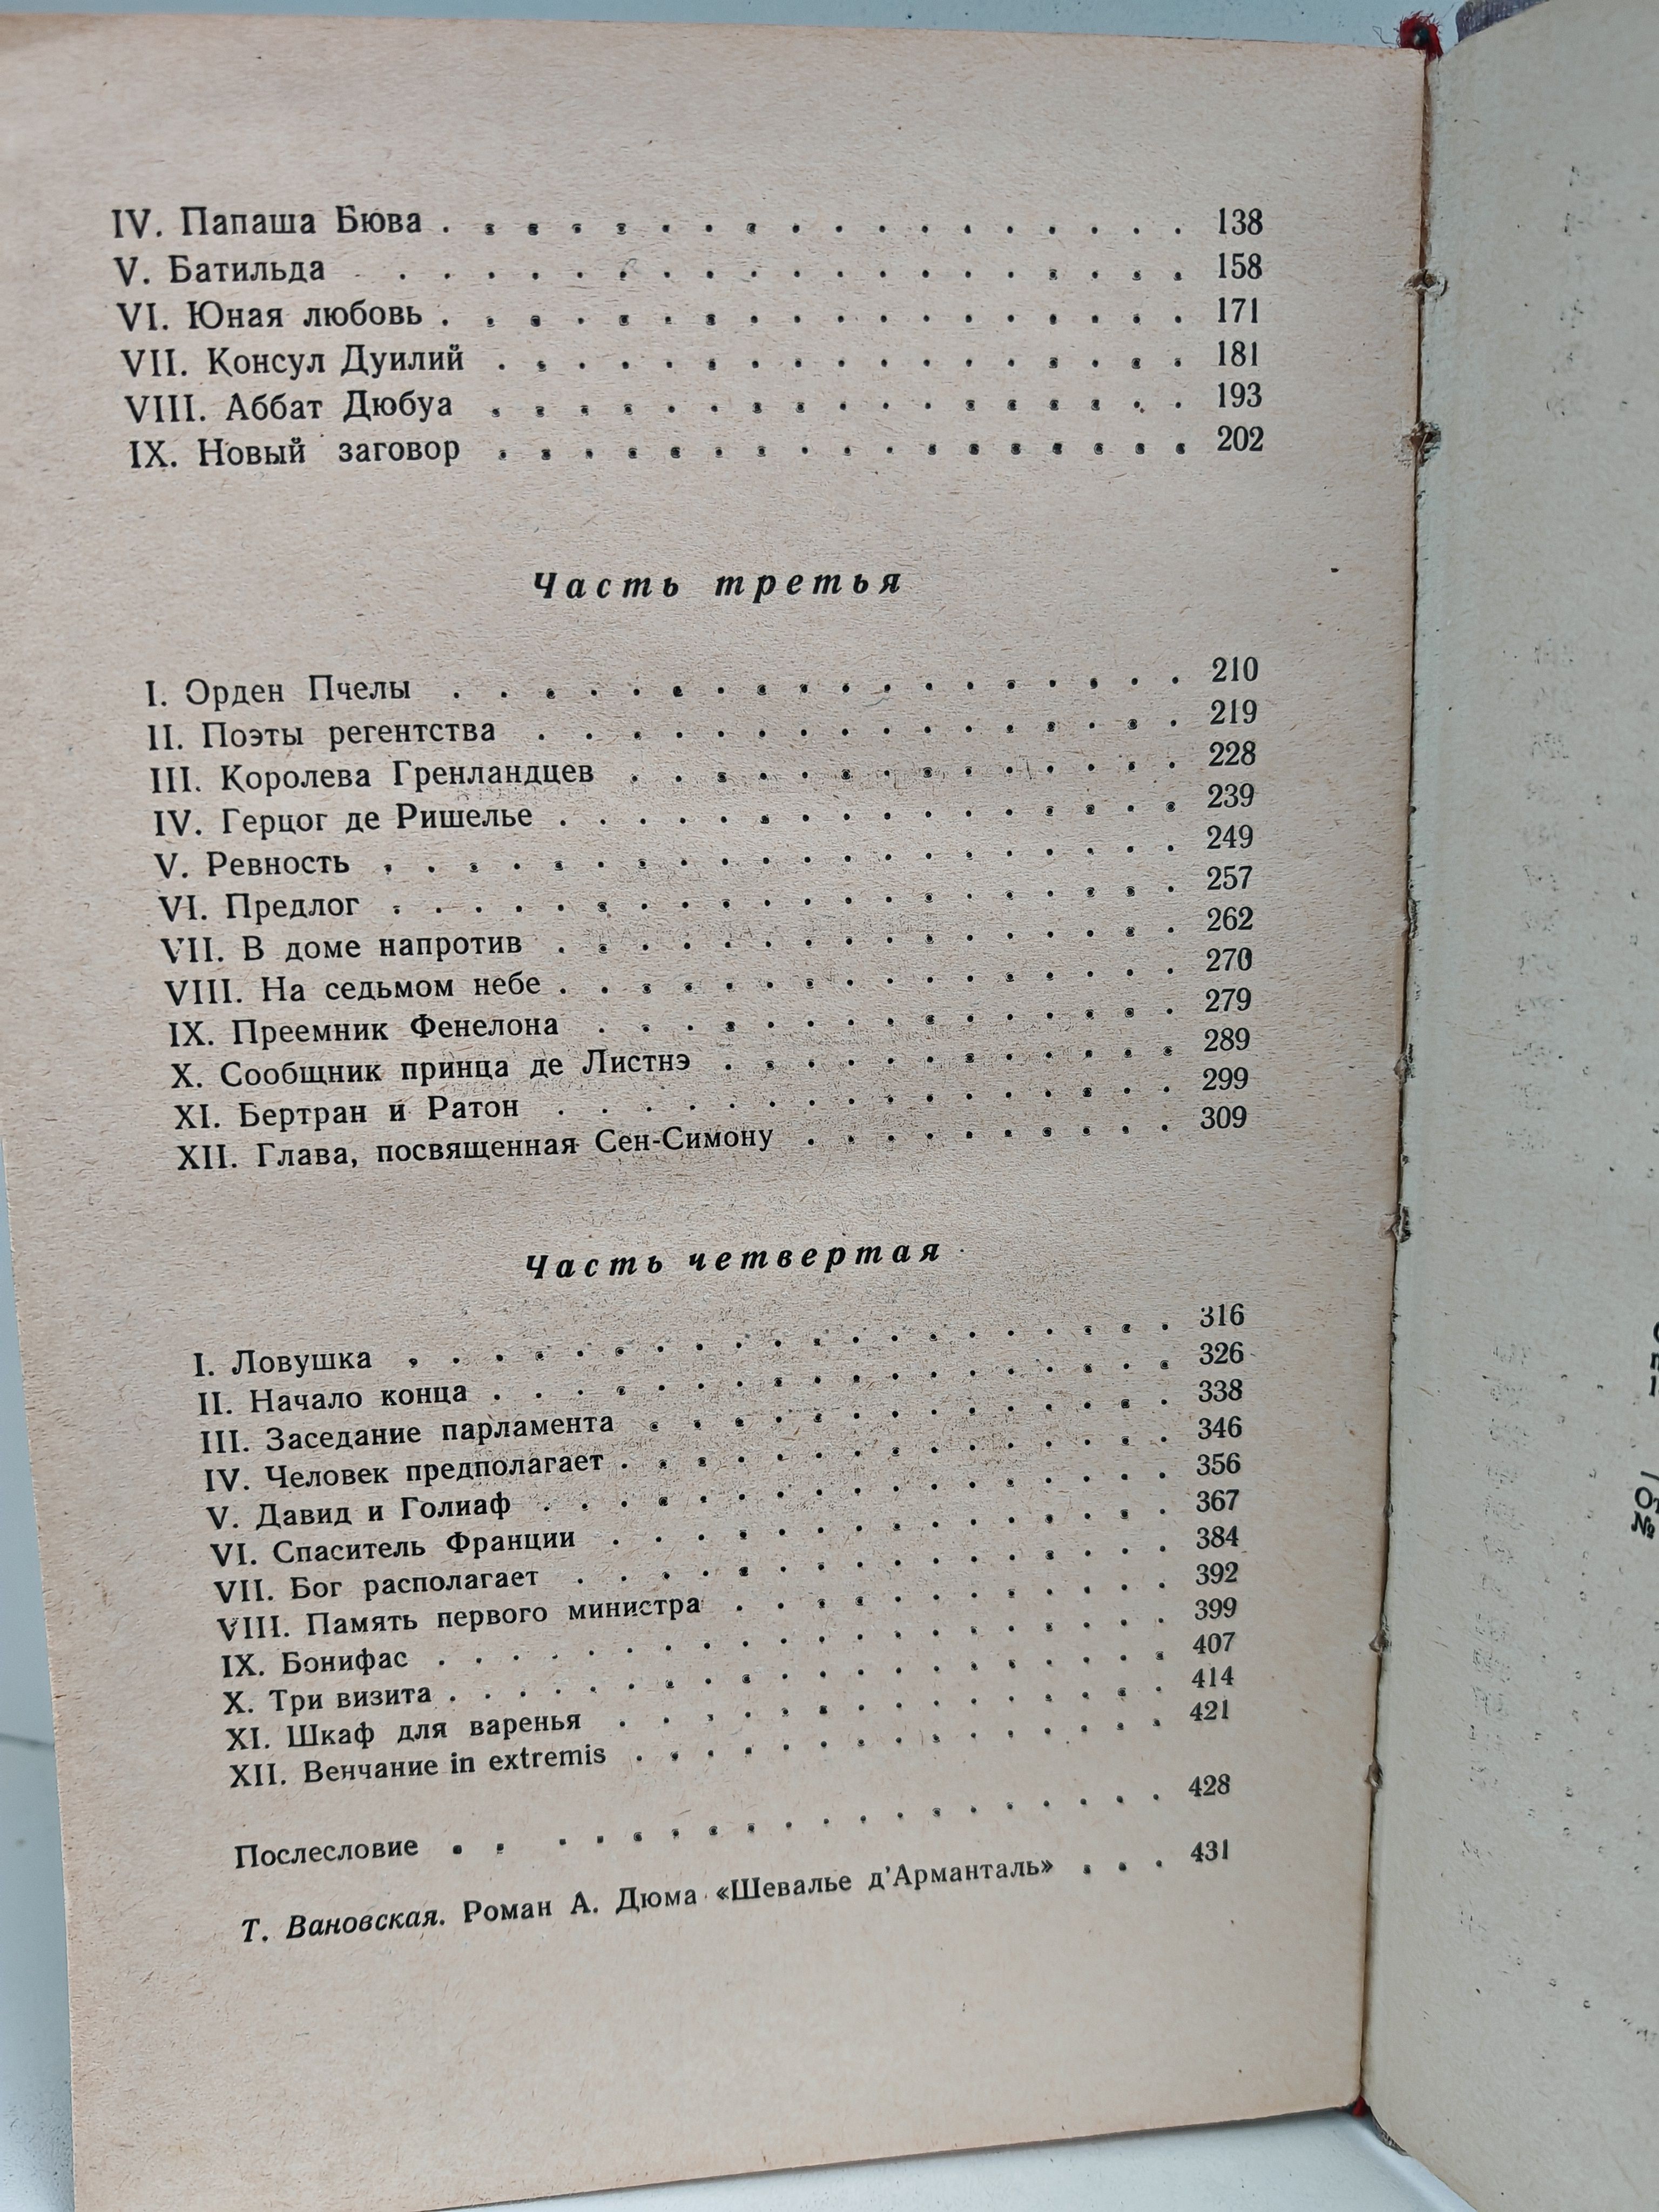 IV. Папаша Бюва . . . . . . . . . . . . . . . . . . 138
V. Батильда . . . . . . . . . . . . . . . . . . . 158
VI. Юная любовь . . . . . . . . . . . . . . . . . . 171
VII. Консул Дуилий . . . . . . . . . . . . . . . . . 181
VIII. Аббат Дюбуа . . . . . . . . . . . . . . . . . 193
IX. Новый заговор . . . . . . . . . . . . . . . . . 202
Часть третья
I. Орден Пчелы . . . . . . . . . . . . . . . . . . 210
II. Поэты регентства . . . . . . . . . . . . . . . 219
III. Королева Гренландцев . . . . . . . . . . . . . 228
IV. Герцог де Ришелье . . . . . . . . . . . . . . . 239
V. Ревность . . . . . . . . . . . . . . . . . . . 249
VI. Предлог . . . . . . . . . . . . . . . . . . . 257
VII. В доме напротив . . . . . . . . . . . . . . . 262
VIII. На седьмом небе . . . . . . . . . . . . . . . 270
IX. Преемник Фенелона . . . . . . . . . . . . . . 279
X. Сообщник принца де Листнэ . . . . . . . . . . . 289
XI. Бертран и Ратон . . . . . . . . . . . . . . . 299
XII. Глава, посвященная Сен-Симону . . . . . . . . . 309
Часть четвертая
I. Ловушка . . . . . . . . . . . . . . . . . . 316
II. Начало конца . . . . . . . . . . . . . . . . 326
III. Заседание парламента . . . . . . . . . . . . 338
IV. Человек предполагает . . . . . . . . . . . . . 346
V. Давид и Голиаф . . . . . . . . . . . . . . . 356
VI. Спаситель Франции . . . . . . . . . . . . . . 367
VII. Бог располагает . . . . . . . . . . . . . . 384
VIII. Память первого министра . . . . . . . . . . . 392
IX. Бонифас . . . . . . . . . . . . . . . . . . 399
X. Три визита . . . . . . . . . . . . . . . . . 407
XI. Шкаф для варенья . . . . . . . . . . . . . . 414
XII. Венчание in extremis . . . . . . . . . . . . . 421
Послесловие . . . . . . . . . . . . . . . . . . 428
Т. Вановская. Роман А. Дюма «Шевалье д'Арманталь» . . . 431
№